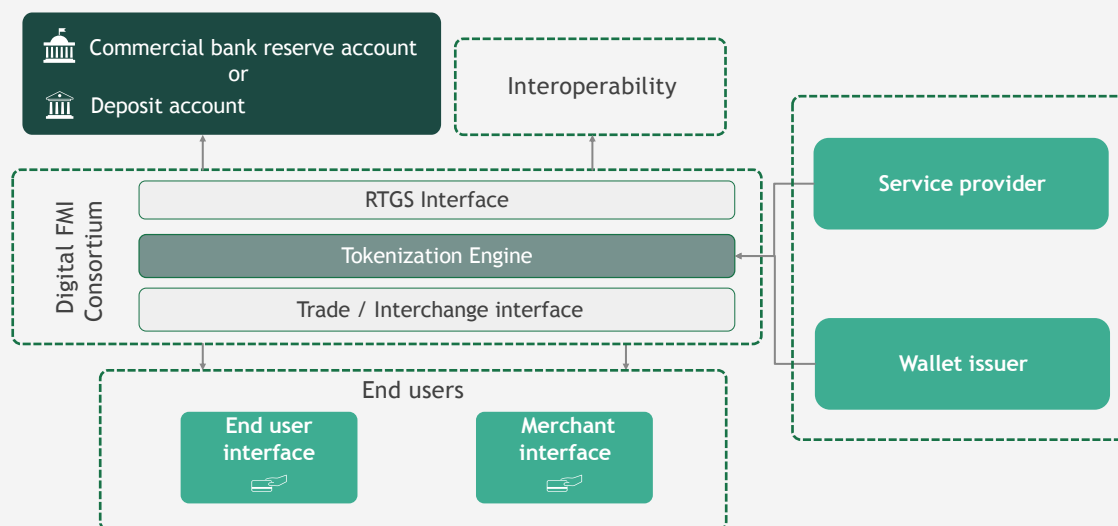 Commercial bank reserve account
or
Deposit account
Interoperability
Service provider
Digital FMI
Consortium
RTGS Interface
Tokenization Engine
Trade / Interchange interface
Wallet issuer
End users
End user
interface
Merchant
interface